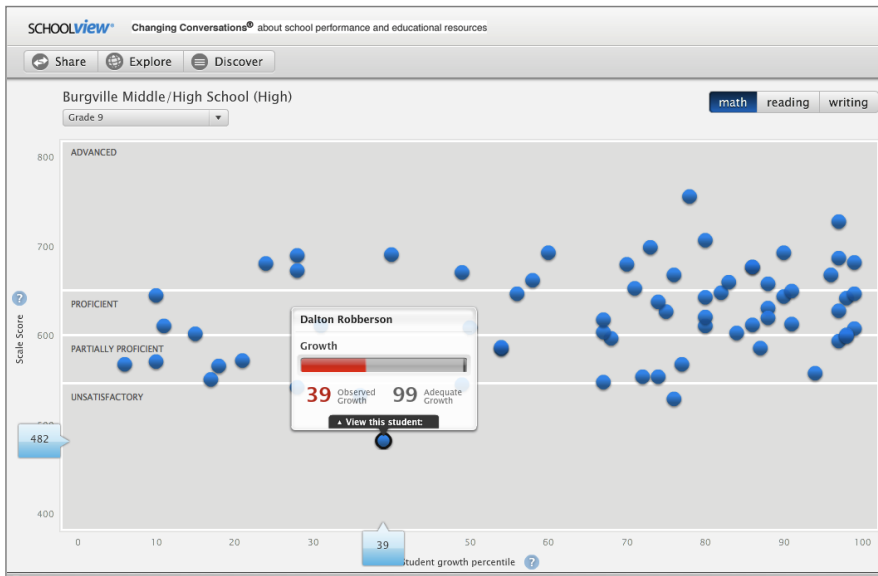 SCHOOLVIEW® Changing Conversations® about school performance and educational resources
Share Explore Discover
Burgville Middle/High School (High)
Grade 9
math reading writing
800
ADVANCED
700
PROFICIENT
600
PARTIALLY PROFICIENT
UNSATISFACTORY
500
482
400
Scale Score
?
Dalton Robberson
Growth
39 Observed Growth 99 Adequate Growth
View this student:
0 10 20 30 39 50 60 70 80 90 100
Student growth percentile ?